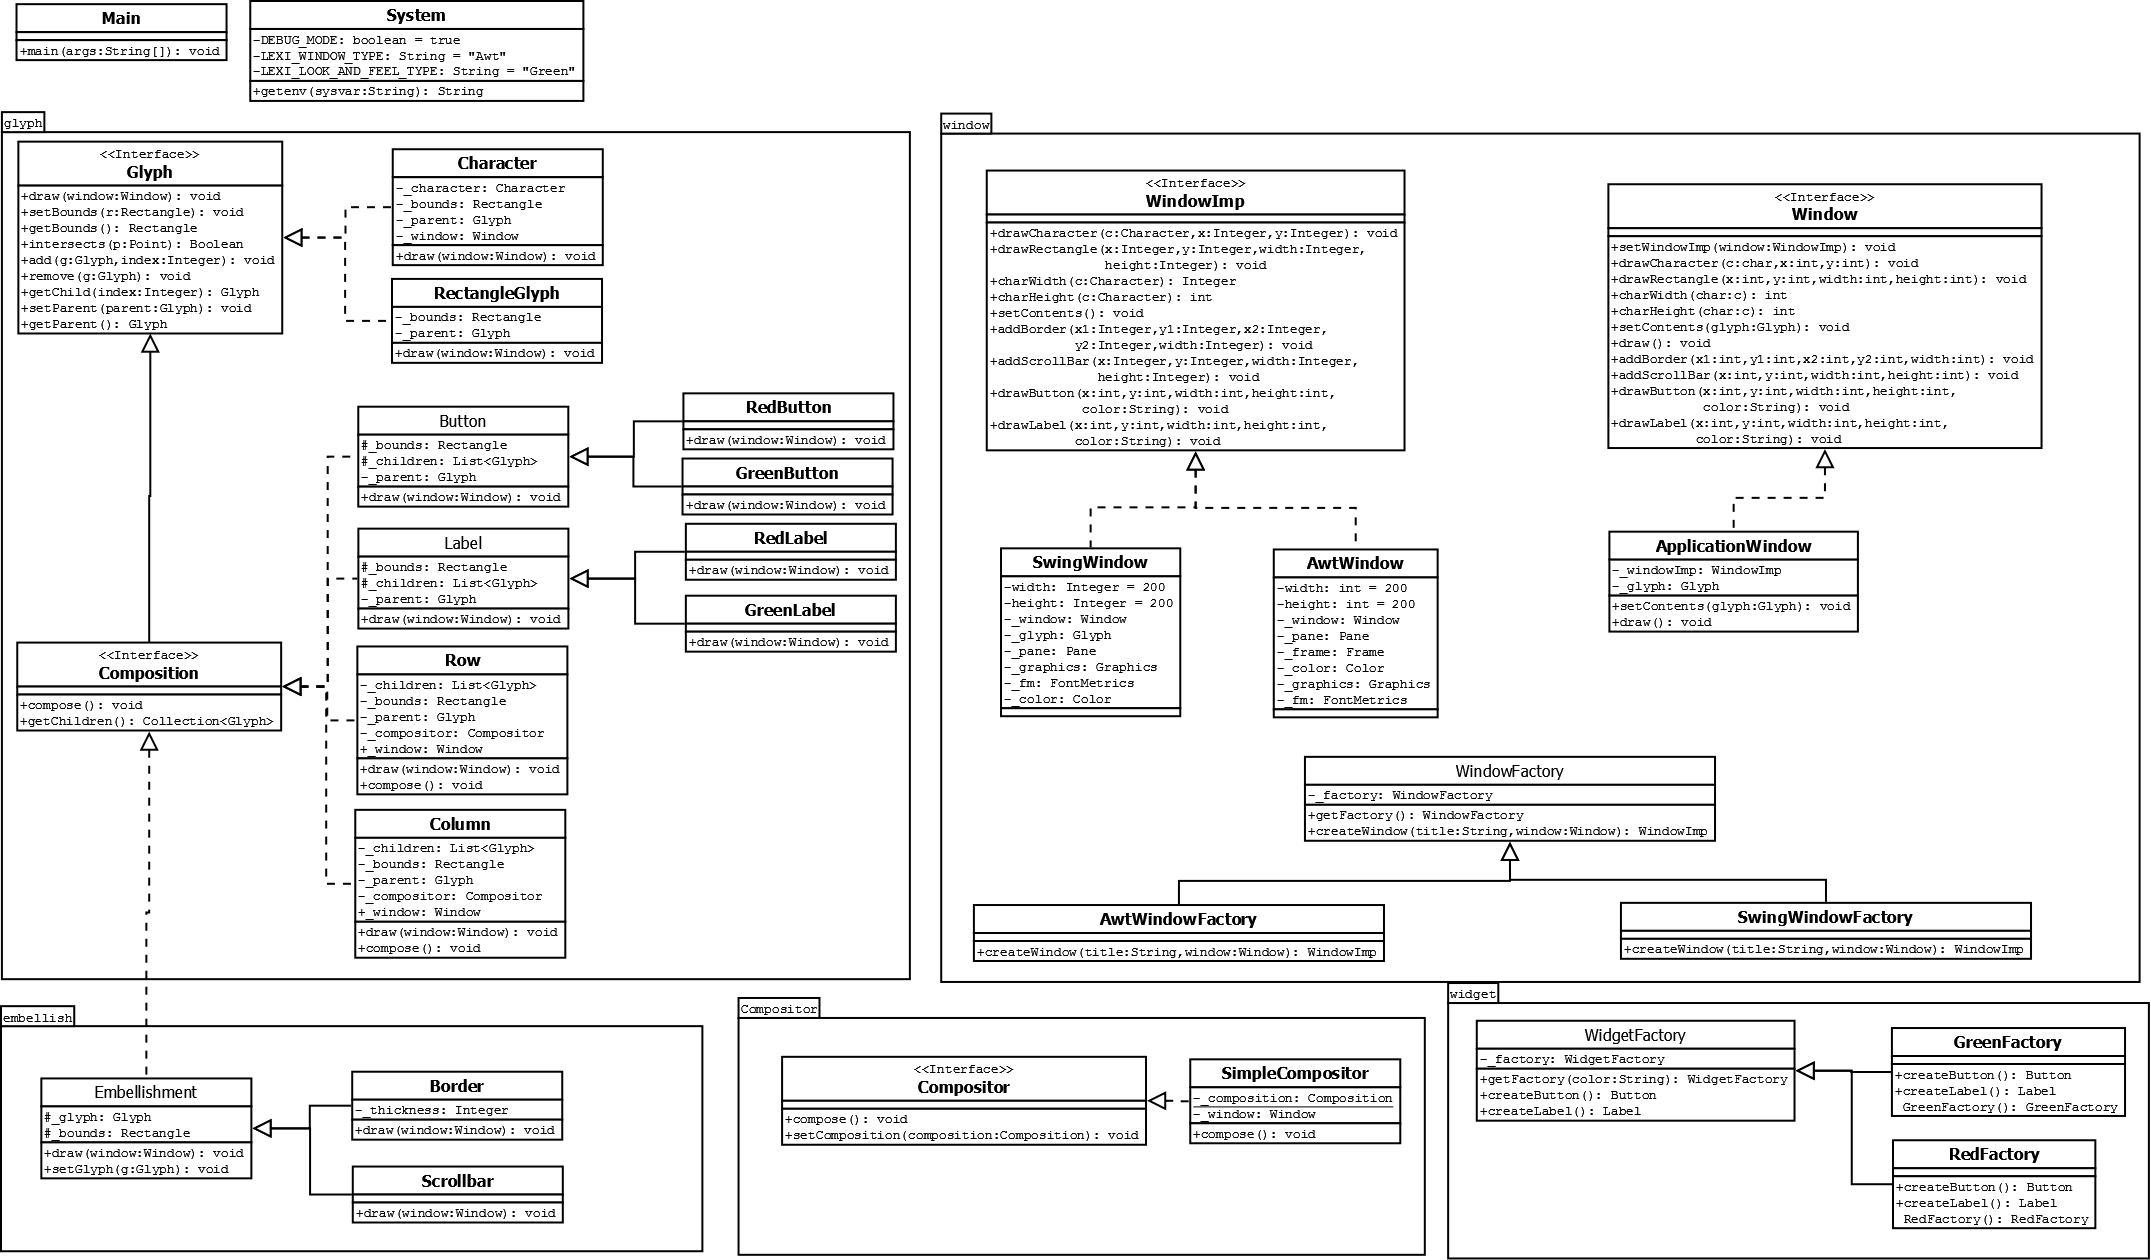 Main
+main(args:String[]): void
System
-DEBUG_MODE: boolean = true
-LEXI_WINDOW_TYPE: String = "Awt"
-LEXI_LOOK_AND_FEEL_TYPE: String = "Green"
+getenv(sysvar:String): String
glyph
<<Interface>>
Glyph
+draw(window:Window): void
+setBounds(r:Rectangle): void
+getBounds(): Rectangle
+intersects(p:Point): Boolean
+add(g:Glyph,index:Integer): void
+remove(g:Glyph): void
+getChild(index:Integer): Glyph
+setParent(parent:Glyph): void
+getParent(): Glyph
Character
-_character: Character
-_bounds: Rectangle
-_parent: Glyph
-_window: Window
+draw(window:Window): void
RectangleGlyph
-_bounds: Rectangle
-_parent: Glyph
+draw(window:Window): void
Button
#_bounds: Rectangle
#_children: List<Glyph>
-_parent: Glyph
+draw(window:Window): void
RedButton
+draw(window:Window): void
GreenButton
+draw(window:Window): void
Label
#_bounds: Rectangle
#_children: List<Glyph>
-_parent: Glyph
+draw(window:Window): void
RedLabel
+draw(window:Window): void
GreenLabel
+draw(window:Window): void
<<Interface>>
Composition
+compose(): void
+getChildren(): Collection<Glyph>
Row
-_children: List<Glyph>
-_bounds: Rectangle
-_parent: Glyph
-_compositor: Compositor
+_window: Window
+draw(window:Window): void
+compose(): void
Column
-_children: List<Glyph>
-_bounds: Rectangle
-_parent: Glyph
-_compositor: Compositor
+_window: Window
+draw(window:Window): void
+compose(): void
window
<<Interface>>
WindowImp
+drawCharacter(c:Character,x:Integer,y:Integer): void
+drawRectangle(x:Integer,y:Integer,width:Integer,
height:Integer): void
+charWidth(c:Character): Integer
+charHeight(c:Character): int
+setContents(): void
+addBorder(x1:Integer,y1:Integer,x2:Integer,
y2:Integer,width:Integer): void
+addScrollBar(x:Integer,y:Integer,width:Integer,
height:Integer): void
+drawButton(x:int,y:int,width:int,height:int,
color:String): void
+drawLabel(x:int,y:int,width:int,height:int,
color:String): void
<<Interface>>
Window
+setWindowImp(window:WindowImp): void
+drawCharacter(c:char,x:int,y:int): void
+drawRectangle(x:int,y:int,width:int,height:int): void
+charWidth(char:c): int
+charHeight(char:c): int
+setContents(glyph:Glyph): void
+draw(): void
+addBorder(x1:int,y1:int,x2:int,y2:int,width:int): void
+addScrollBar(x:int,y:int,width:int,height:int): void
+drawButton(x:int,y:int,width:int,height:int,
color:String): void
+drawLabel(x:int,y:int,width:int,height:int,
color:String): void
SwingWindow
-width: Integer = 200
-height: Integer = 200
-_window: Window
-_glyph: Glyph
-_pane: Pane
-_graphics: Graphics
-_fm: FontMetrics
-_color: Color
AwtWindow
-width: int = 200
-height: int = 200
-_window: Window
-_pane: Pane
-_frame: Frame
-_color: Color
-_graphics: Graphics
-_fm: FontMetrics
ApplicationWindow
-_windowImp: WindowImp
-_glyph: Glyph
+setContents(glyph:Glyph): void
+draw(): void
WindowFactory
-_factory: WindowFactory
+getFactory(): WindowFactory
+createWindow(title:String,window:Window): WindowImp
AwtWindowFactory
+createWindow(title:String,window:Window): WindowImp
SwingWindowFactory
+createWindow(title:String,window:Window): WindowImp
embellish
Embellishment
#_glyph: Glyph
#_bounds: Rectangle
+draw(window:Window): void
+setGlyph(g:Glyph): void
Border
-_thickness: Integer
+draw(window:Window): void
Scrollbar
+draw(window:Window): void
Compositor
<<Interface>>
Compositor
+compose(): void
+setComposition(composition:Composition): void
SimpleCompositor
-_composition: Composition
-_window: Window
+compose(): void
widget
WidgetFactory
-_factory: WidgetFactory
+getFactory(color:String): WidgetFactory
+createButton(): Button
+createLabel(): Label
GreenFactory
+createButton(): Button
+createLabel(): Label
GreenFactory(): GreenFactory
RedFactory
+createButton(): Button
+createLabel(): Label
RedFactory(): RedFactory